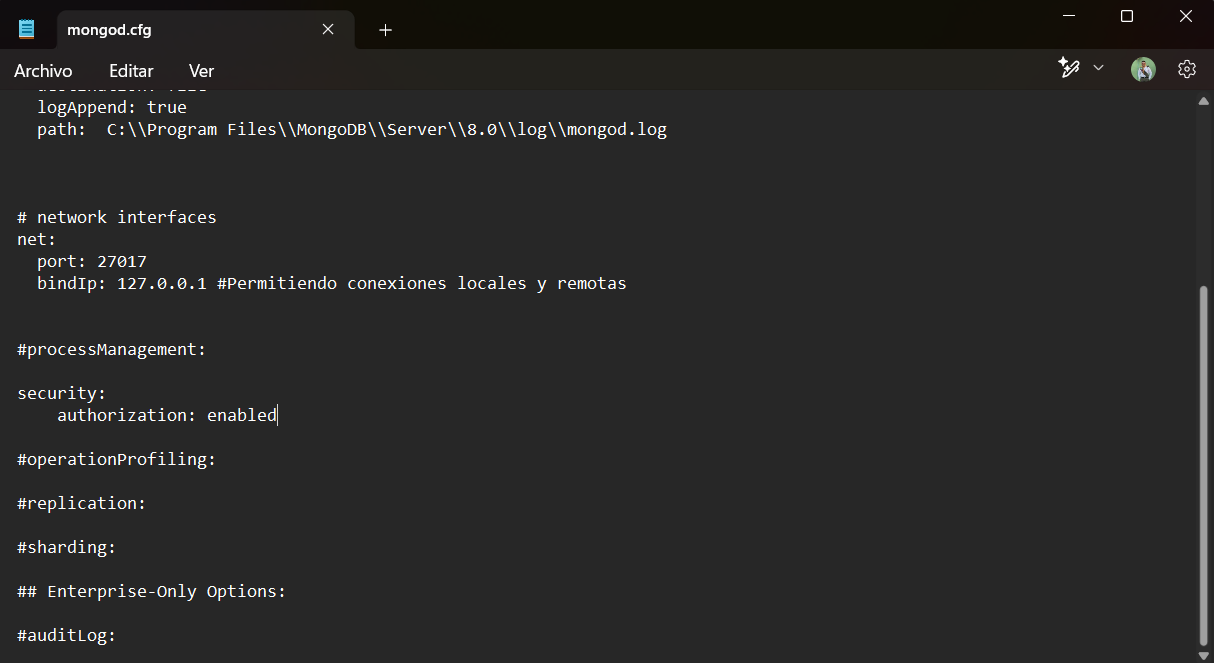 mongod.cfg
Archivo Editar Ver
logAppend: true
path:  C:\\Program Files\\MongoDB\\Server\\8.0\\log\\mongod.log
# network interfaces
net:
port: 27017
bindIp: 127.0.0.1 #Permitiendo conexiones locales y remotas
#processManagement:
security:
authorization: enabled
#operationProfiling:
#replication:
#sharding:
## Enterprise-Only Options:
#auditLog: